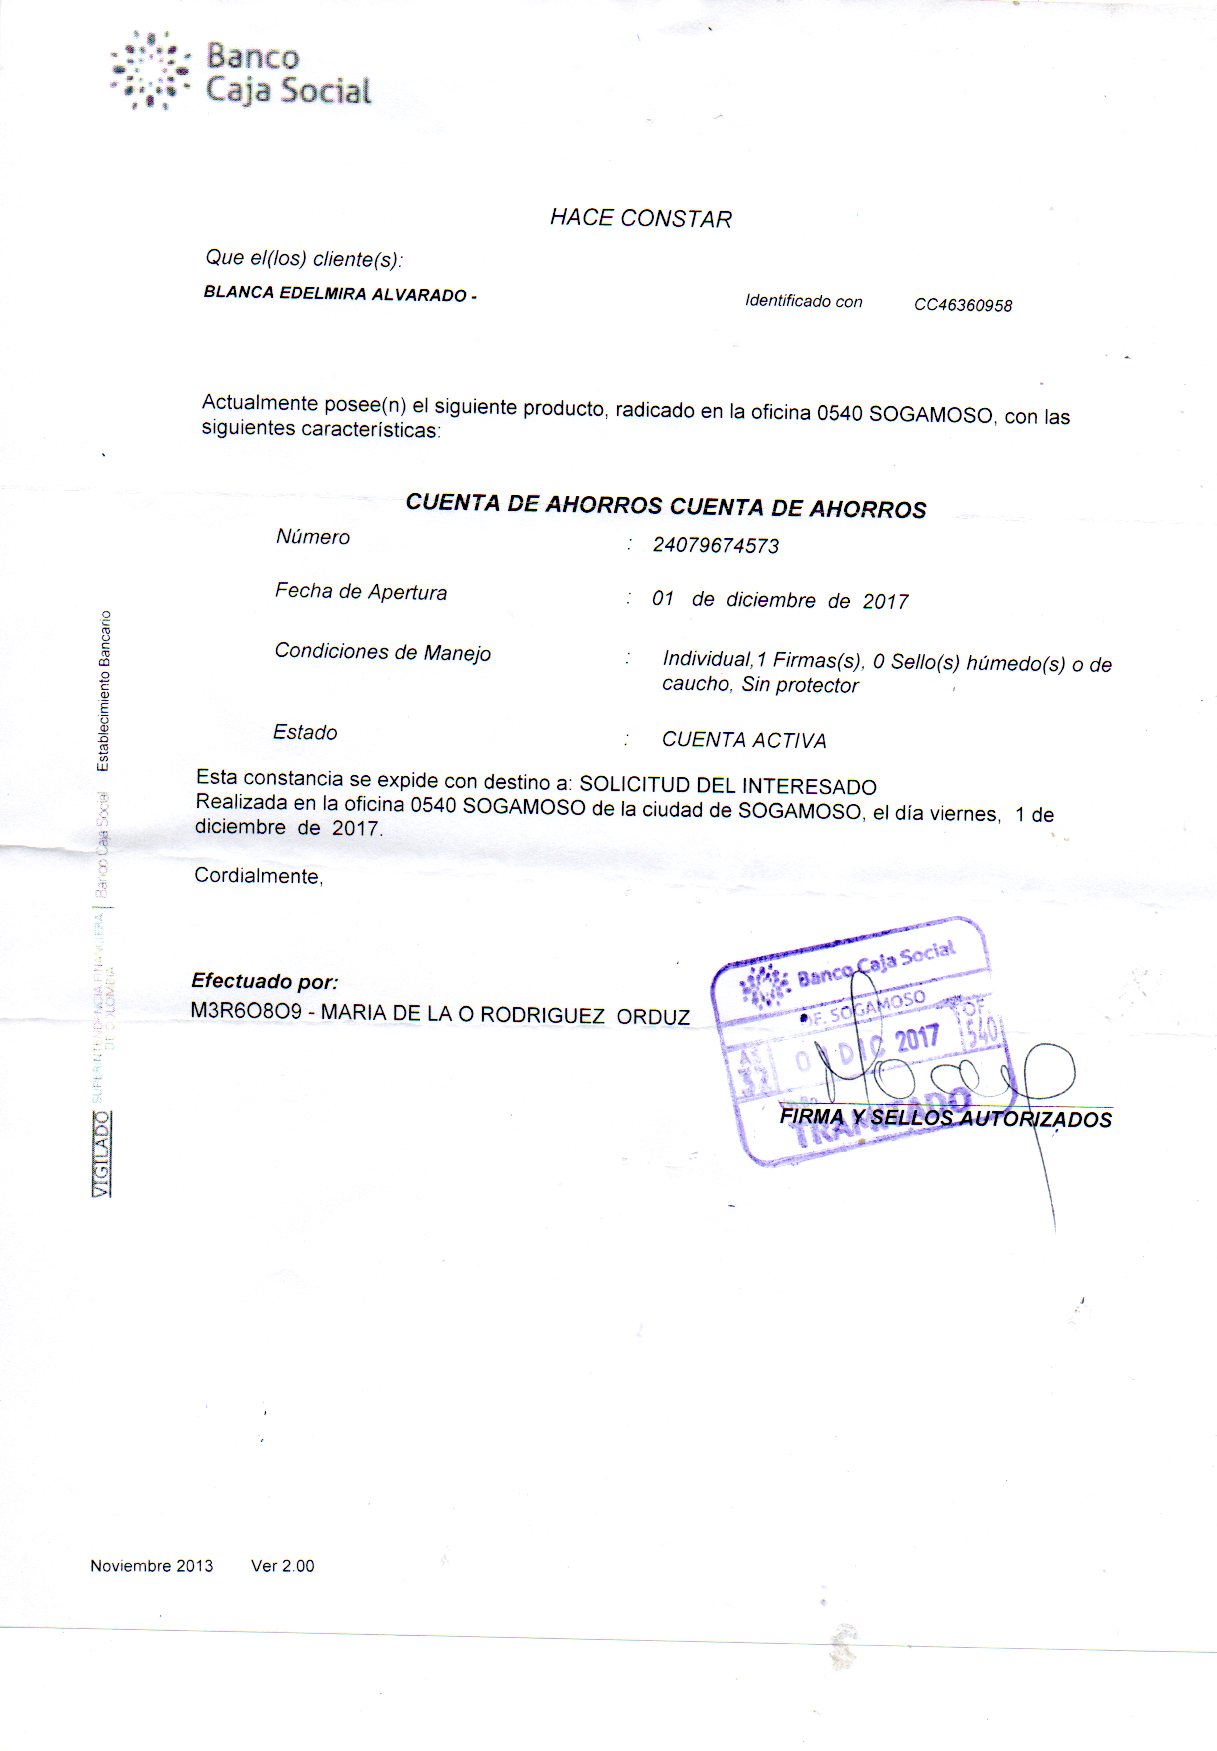 Banco
Caja Social
HACE CONSTAR
Que el(los) cliente(s):
BLANCA EDELMIRA ALVARADO -
Identificado con CC46360958
Actualmente posee(n) el siguiente producto, radicado en la oficina 0540 SOGAMOSO, con las
siguientes características:
CUENTA DE AHORROS CUENTA DE AHORROS
Número : 24079674573
Fecha de Apertura : 01 de diciembre de 2017
Condiciones de Manejo : Individual,1 Firmas(s), 0 Sello(s) húmedo(s) o de
caucho, Sin protector
Estado : CUENTA ACTIVA
Esta constancia se expide con destino a: SOLICITUD DEL INTERESADO
Realizada en la oficina 0540 SOGAMOSO de la ciudad de SOGAMOSO, el día viernes, 1 de
diciembre de 2017.
Cordialmente,
Efectuado por:
M3R6O8O9 - MARIA DE LA O RODRIGUEZ ORDUZ
Banco Caja Social
OF. SOGAMOSO
01 DIC 2017
OF.
540
TRAMITADO
FIRMA Y SELLOS AUTORIZADOS
VIGILADO SUPERINTENDENCIA FINANCIERA
DE COLOMBIA
Banco Caja Social Establecimiento Bancario
Noviembre 2013 Ver 2.00